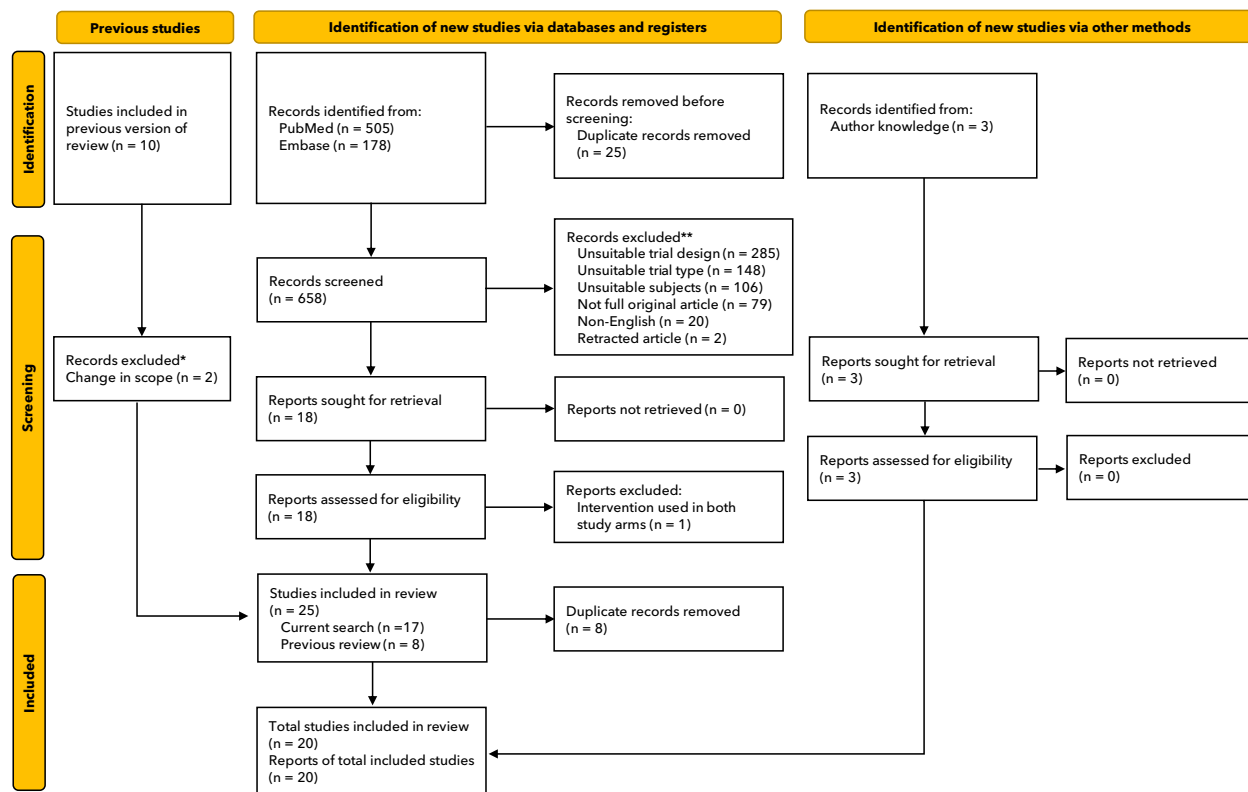 Previous studies
Identification of new studies via databases and registers
Identification of new studies via other methods
Identification
Studies included in
previous version of
review (n = 10)
Records identified from:
PubMed (n = 505)
Embase (n = 178)
Records removed before
screening:
Duplicate records removed
(n = 25)
Records identified from:
Author knowledge (n = 3)
Screening
Records screened
(n = 658)
Records excluded**
Unsuitable trial design (n = 285)
Unsuitable trial type (n = 148)
Unsuitable subjects (n = 106)
Not full original article (n = 79)
Non-English (n = 20)
Retracted article (n = 2)
Records excluded*
Change in scope (n = 2)
Reports sought for retrieval
(n = 18)
Reports not retrieved (n = 0)
Reports sought for retrieval
(n = 3)
Reports not retrieved
(n = 0)
Reports assessed for eligibility
(n = 18)
Reports excluded:
Intervention used in both
study arms (n = 1)
Reports assessed for eligibility
(n = 3)
Reports excluded
(n = 0)
Included
Studies included in review
(n = 25)
Current search (n =17)
Previous review (n = 8)
Duplicate records removed
(n = 8)
Total studies included in review
(n = 20)
Reports of total included studies
(n = 20)